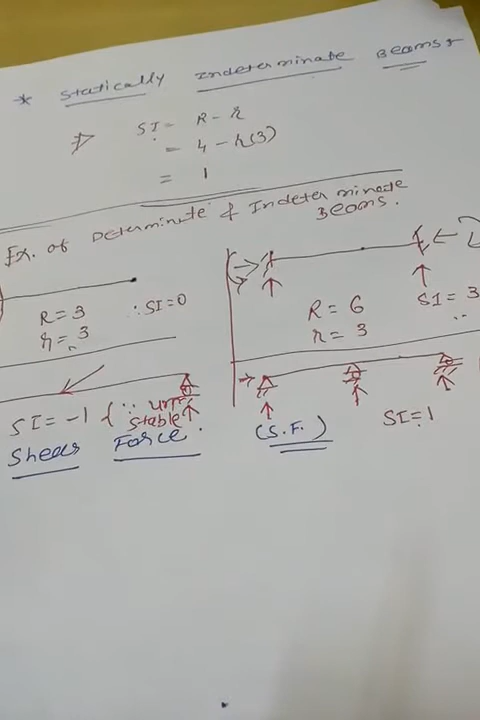 * Statically Indeterminate Beams
⇒ SI = R - r
= 4 - r(3)
= 1
Ex. of Determinate & Indeterminate Beams.
R = 3
r = 3
∴ SI = 0
R = 6
r = 3
SI = 3
SI = -1 { ∵ unstable
SI = 1
Shear Force. (S.F.)